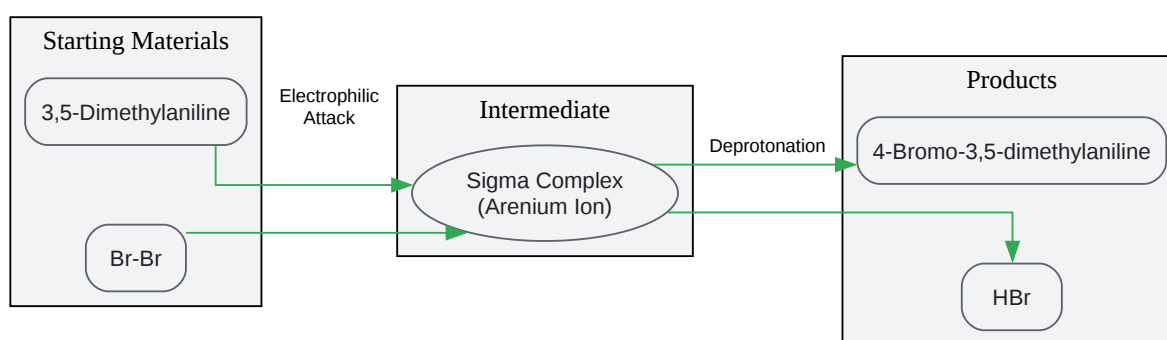 Starting Materials
3,5-Dimethylaniline
Br-Br
Electrophilic
Attack
Intermediate
Sigma Complex
(Arenium Ion)
Deprotonation
Products
4-Bromo-3,5-dimethylaniline
HBr